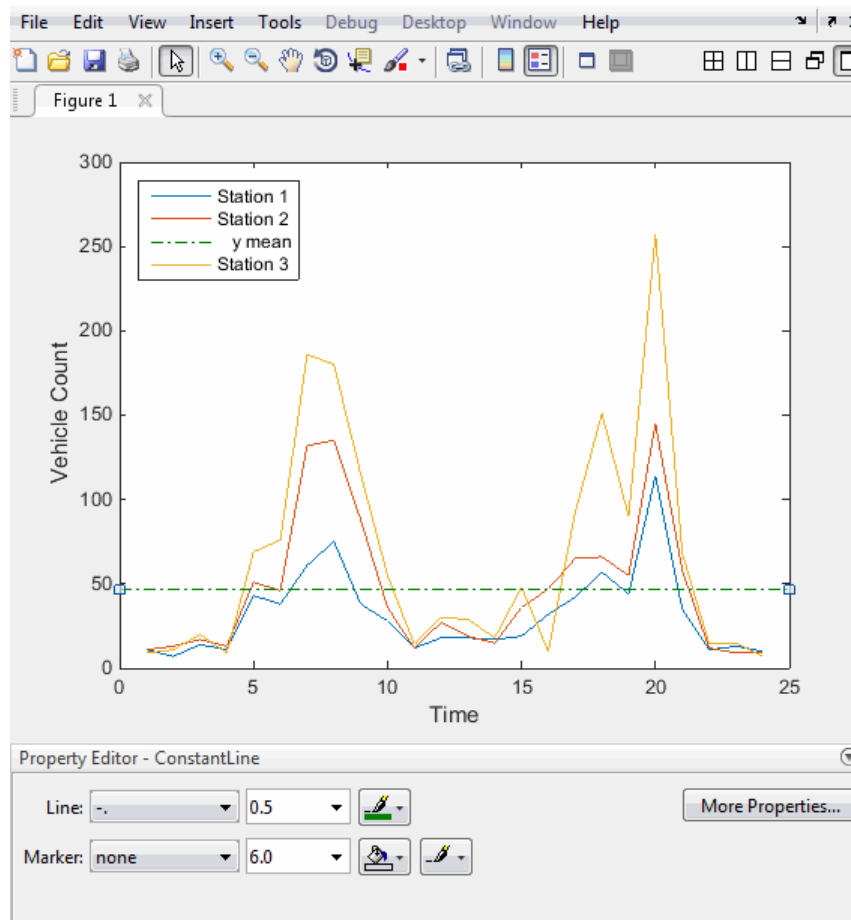 File Edit View Insert Tools Debug Desktop Window Help
Figure 1
300
250
200
150
100
50
0
Vehicle Count
Station 1
Station 2
y mean
Station 3
0 5 10 15 20 25
Time
Property Editor - ConstantLine
Line: -. 0.5
More Properties...
Marker: none 6.0